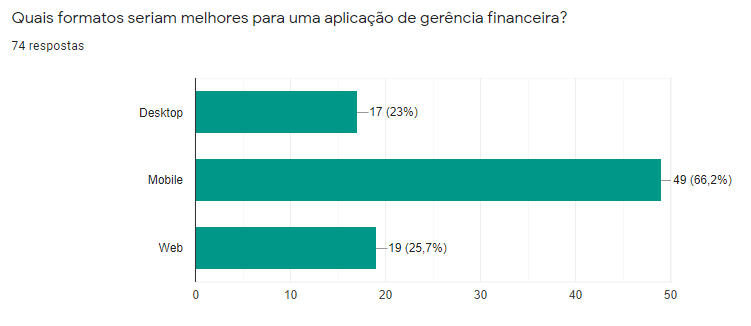 Quais formatos seriam melhores para uma aplicação de gerência financeira?
74 respostas
Desktop
17 (23%)
Mobile
49 (66,2%)
Web
19 (25,7%)
0 10 20 30 40 50